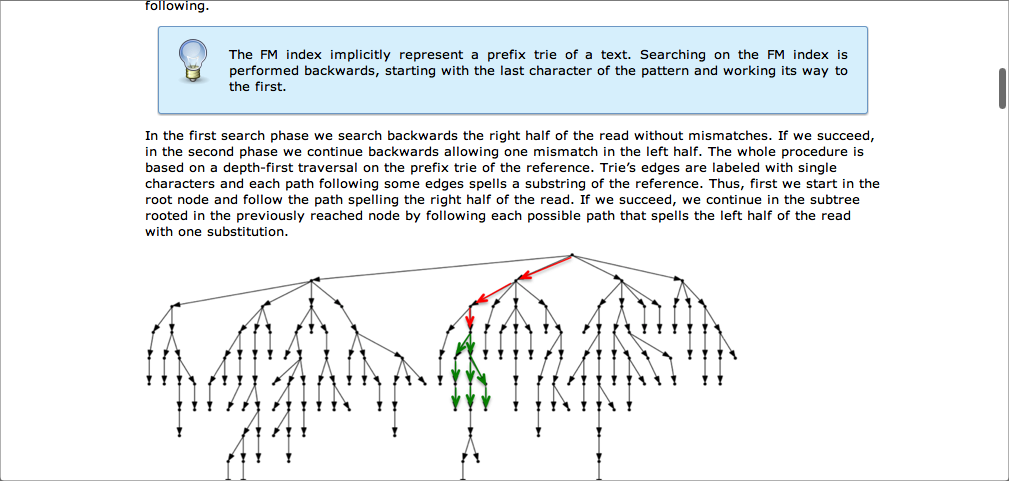 following.
The FM index implicitly represent a prefix trie of a text. Searching on the FM index is
performed backwards, starting with the last character of the pattern and working its way to
the first.
In the first search phase we search backwards the right half of the read without mismatches. If we succeed,
in the second phase we continue backwards allowing one mismatch in the left half. The whole procedure is
based on a depth-first traversal on the prefix trie of the reference. Trie’s edges are labeled with single
characters and each path following some edges spells a substring of the reference. Thus, first we start in the
root node and follow the path spelling the right half of the read. If we succeed, we continue in the subtree
rooted in the previously reached node by following each possible path that spells the left half of the read
with one substitution.